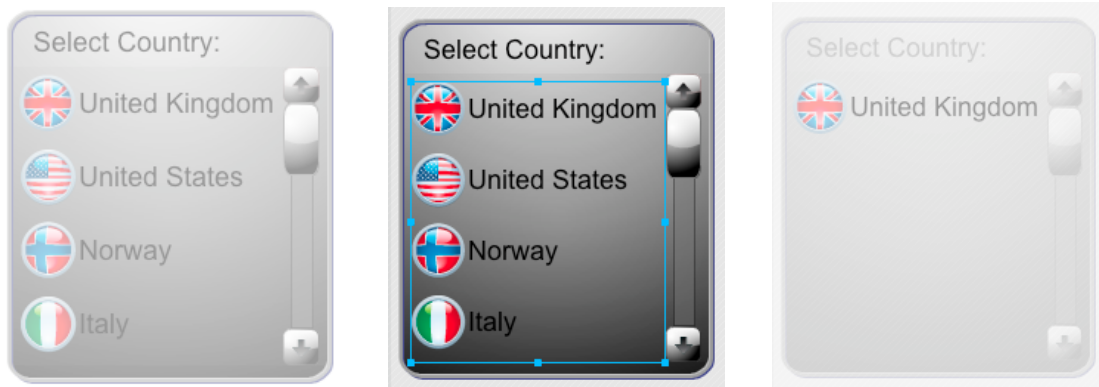 Select Country:
United Kingdom
United States
Norway
Italy
Select Country:
United Kingdom
United States
Norway
Italy
Select Country:
United Kingdom